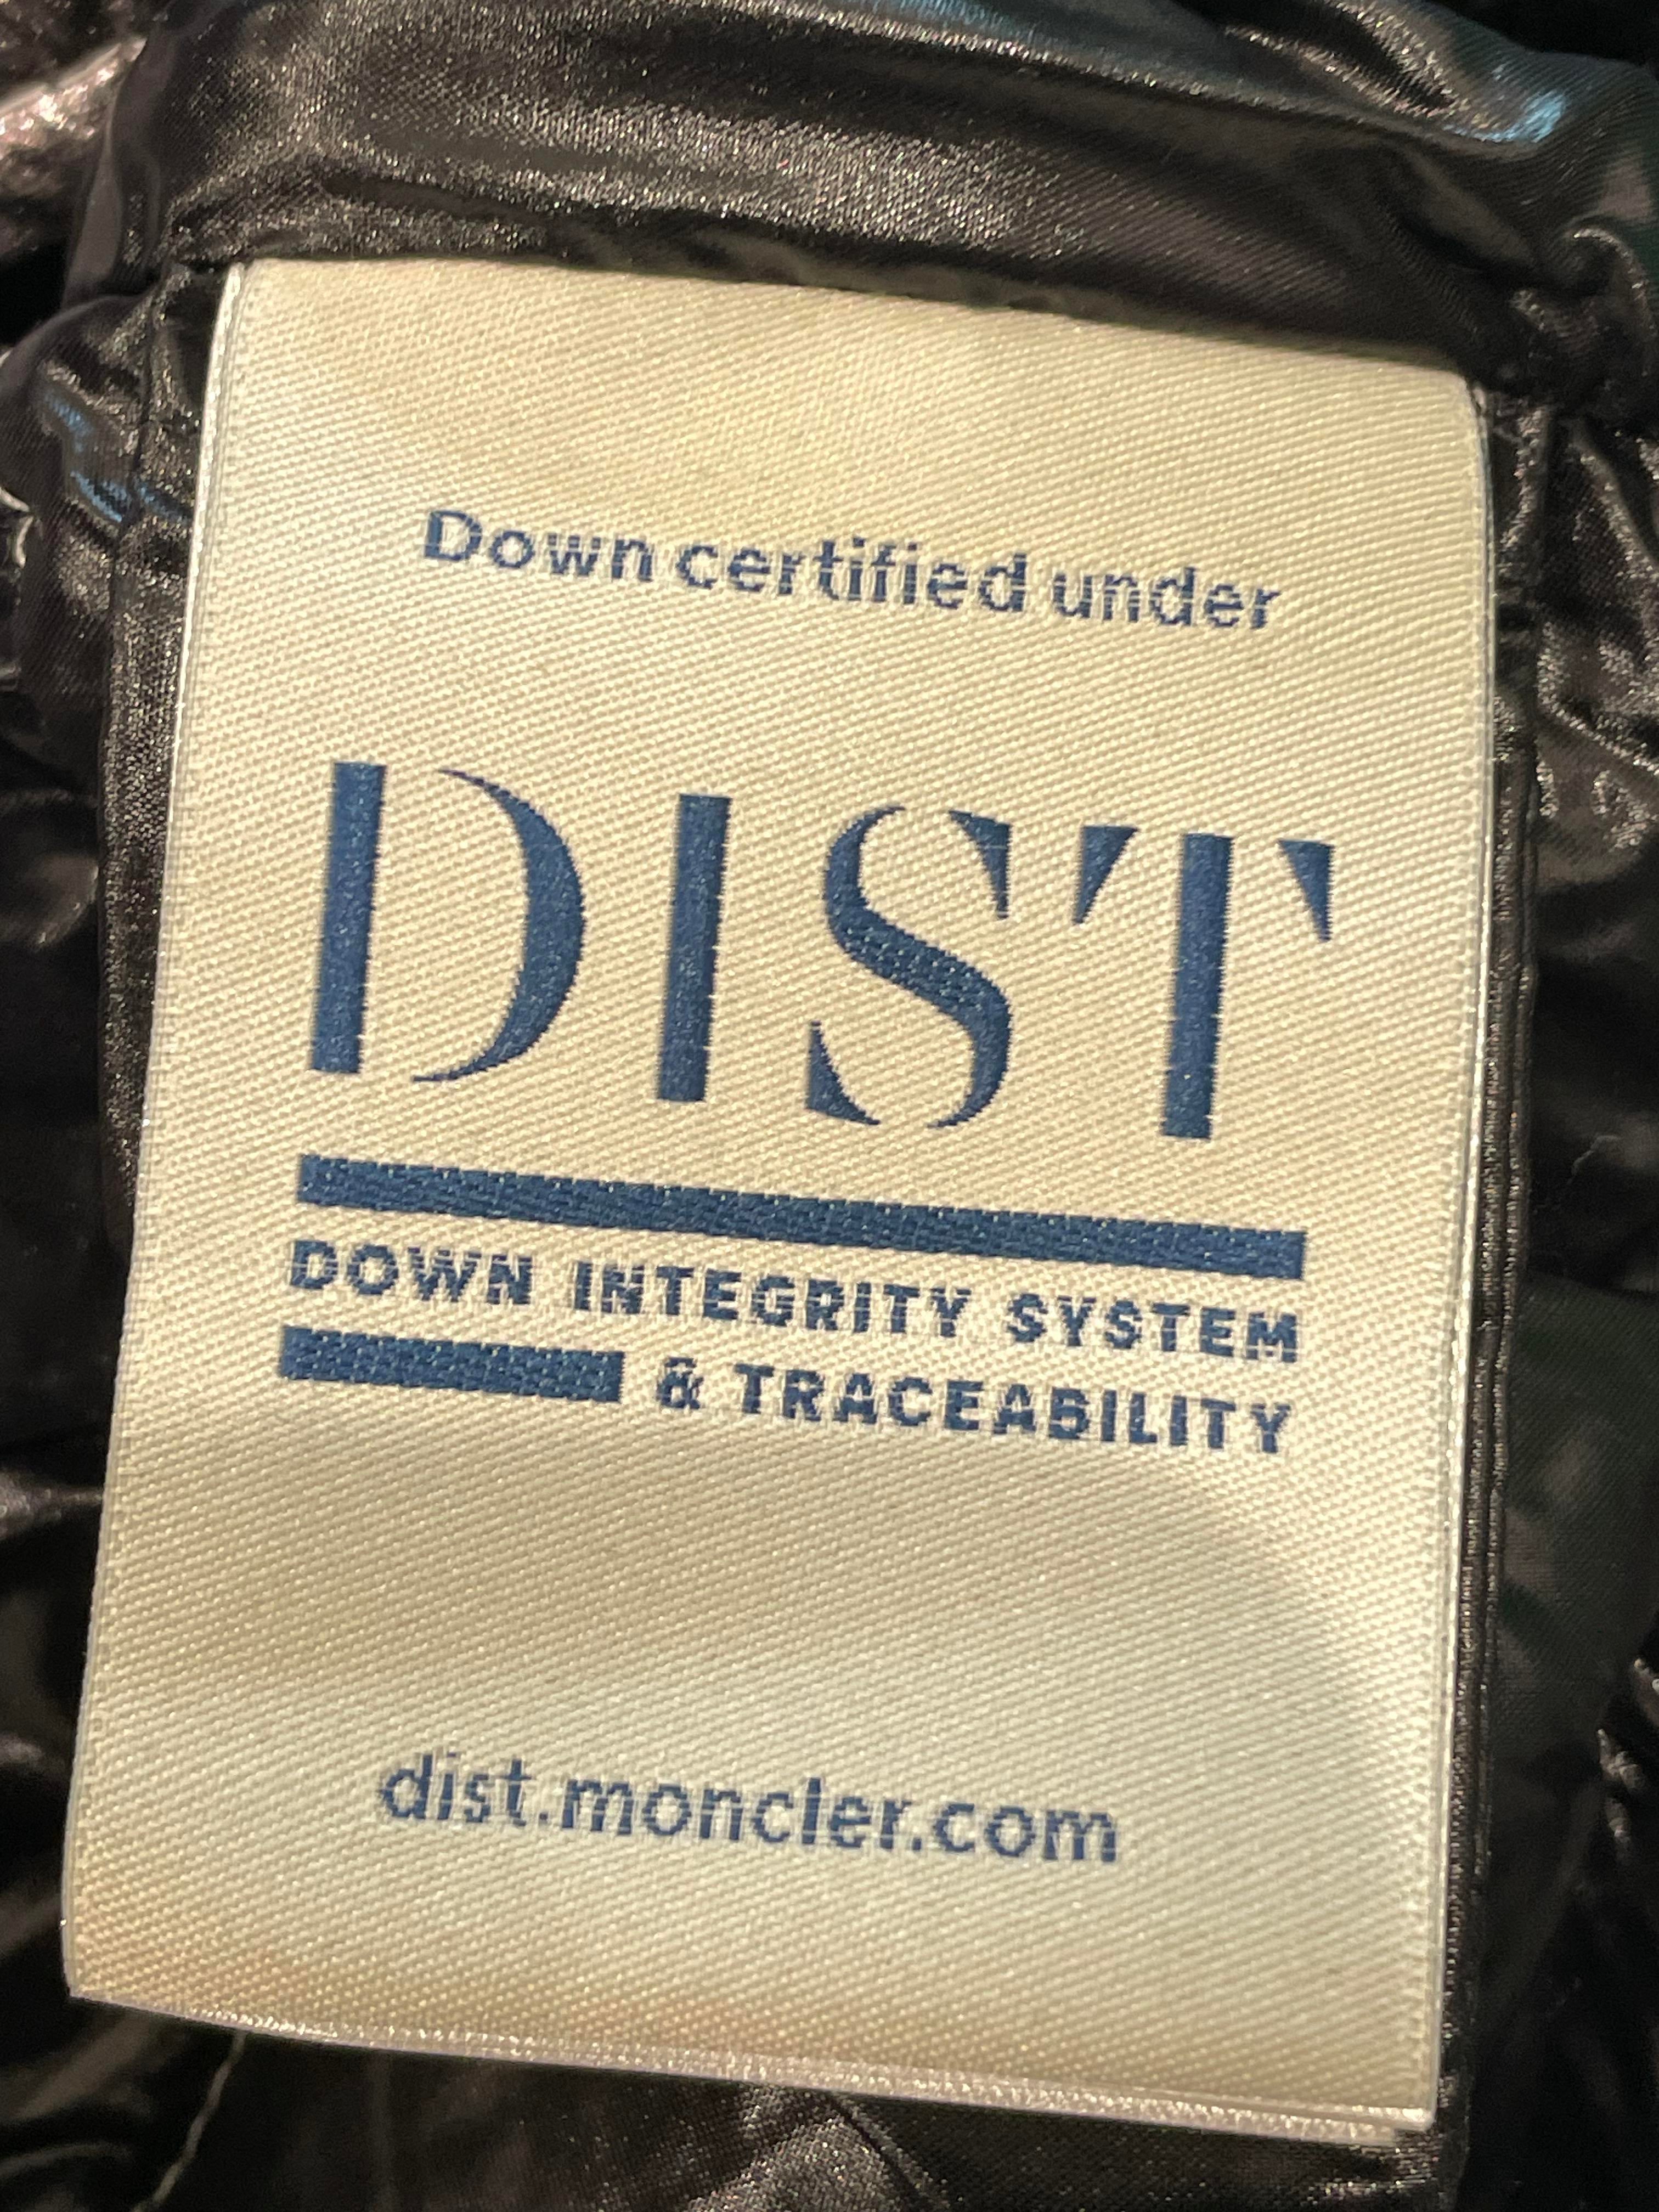 Down certified under
DIST
DOWN INTEGRITY SYSTEM
& TRACEABILITY
dist.moncler.com